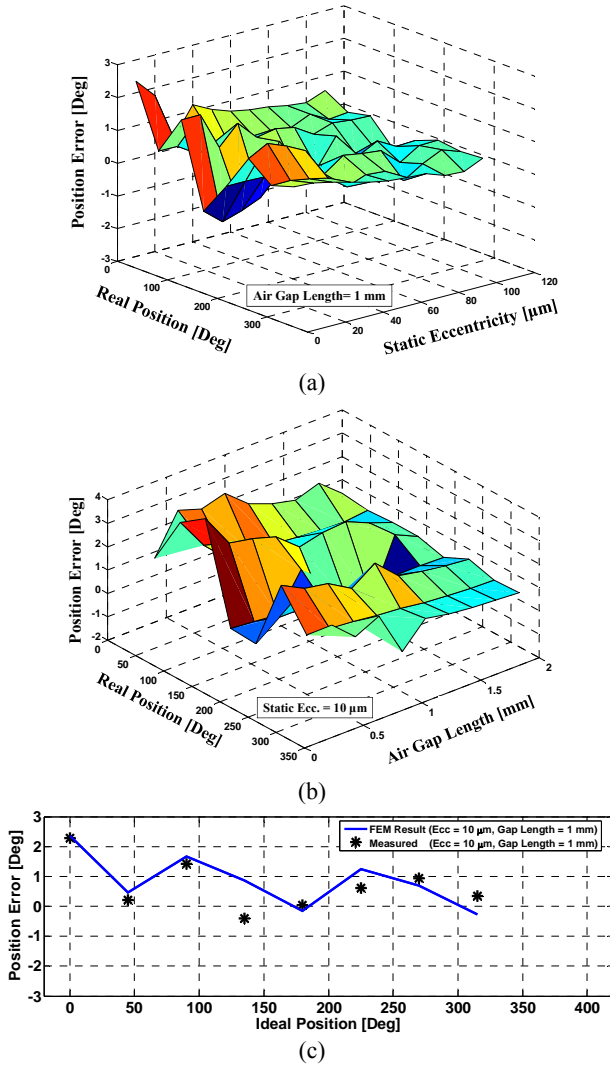 3
2
1
0
-1
-2
-3
Position Error [Deg]
0
100
200
300
Real Position [Deg]
Air Gap Length= 1 mm
0
20
40
60
80
100
120
Static Eccentricity [μm]
(a)
4
3
2
1
0
-1
-2
Position Error [Deg]
0
50
100
150
200
250
300
350
Real Position [Deg]
Static Ecc. = 10 μm
0
0.5
1
1.5
2
Air Gap Length [mm]
(b)
3
2
1
0
-1
-2
-3
Position Error [Deg]
FEM Result (Ecc = 10 μm, Gap Length = 1 mm)
Measured (Ecc = 10 μm, Gap Length = 1 mm)
0 50 100 150 200 250 300 350 400
Ideal Position [Deg]
(c)